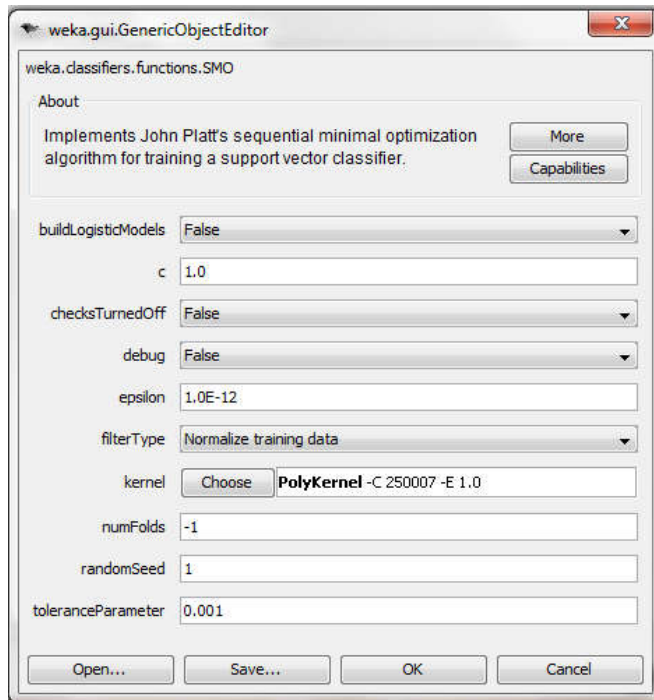 weka.gui.GenericObjectEditor
weka.classifiers.functions.SMO
About
Implements John Platt's sequential minimal optimization
algorithm for training a support vector classifier.
More
Capabilities
buildLogisticModels False
c 1.0
checksTurnedOff False
debug False
epsilon 1.0E-12
filterType Normalize training data
kernel Choose PolyKernel -C 250007 -E 1.0
numFolds -1
randomSeed 1
toleranceParameter 0.001
Open... Save... OK Cancel